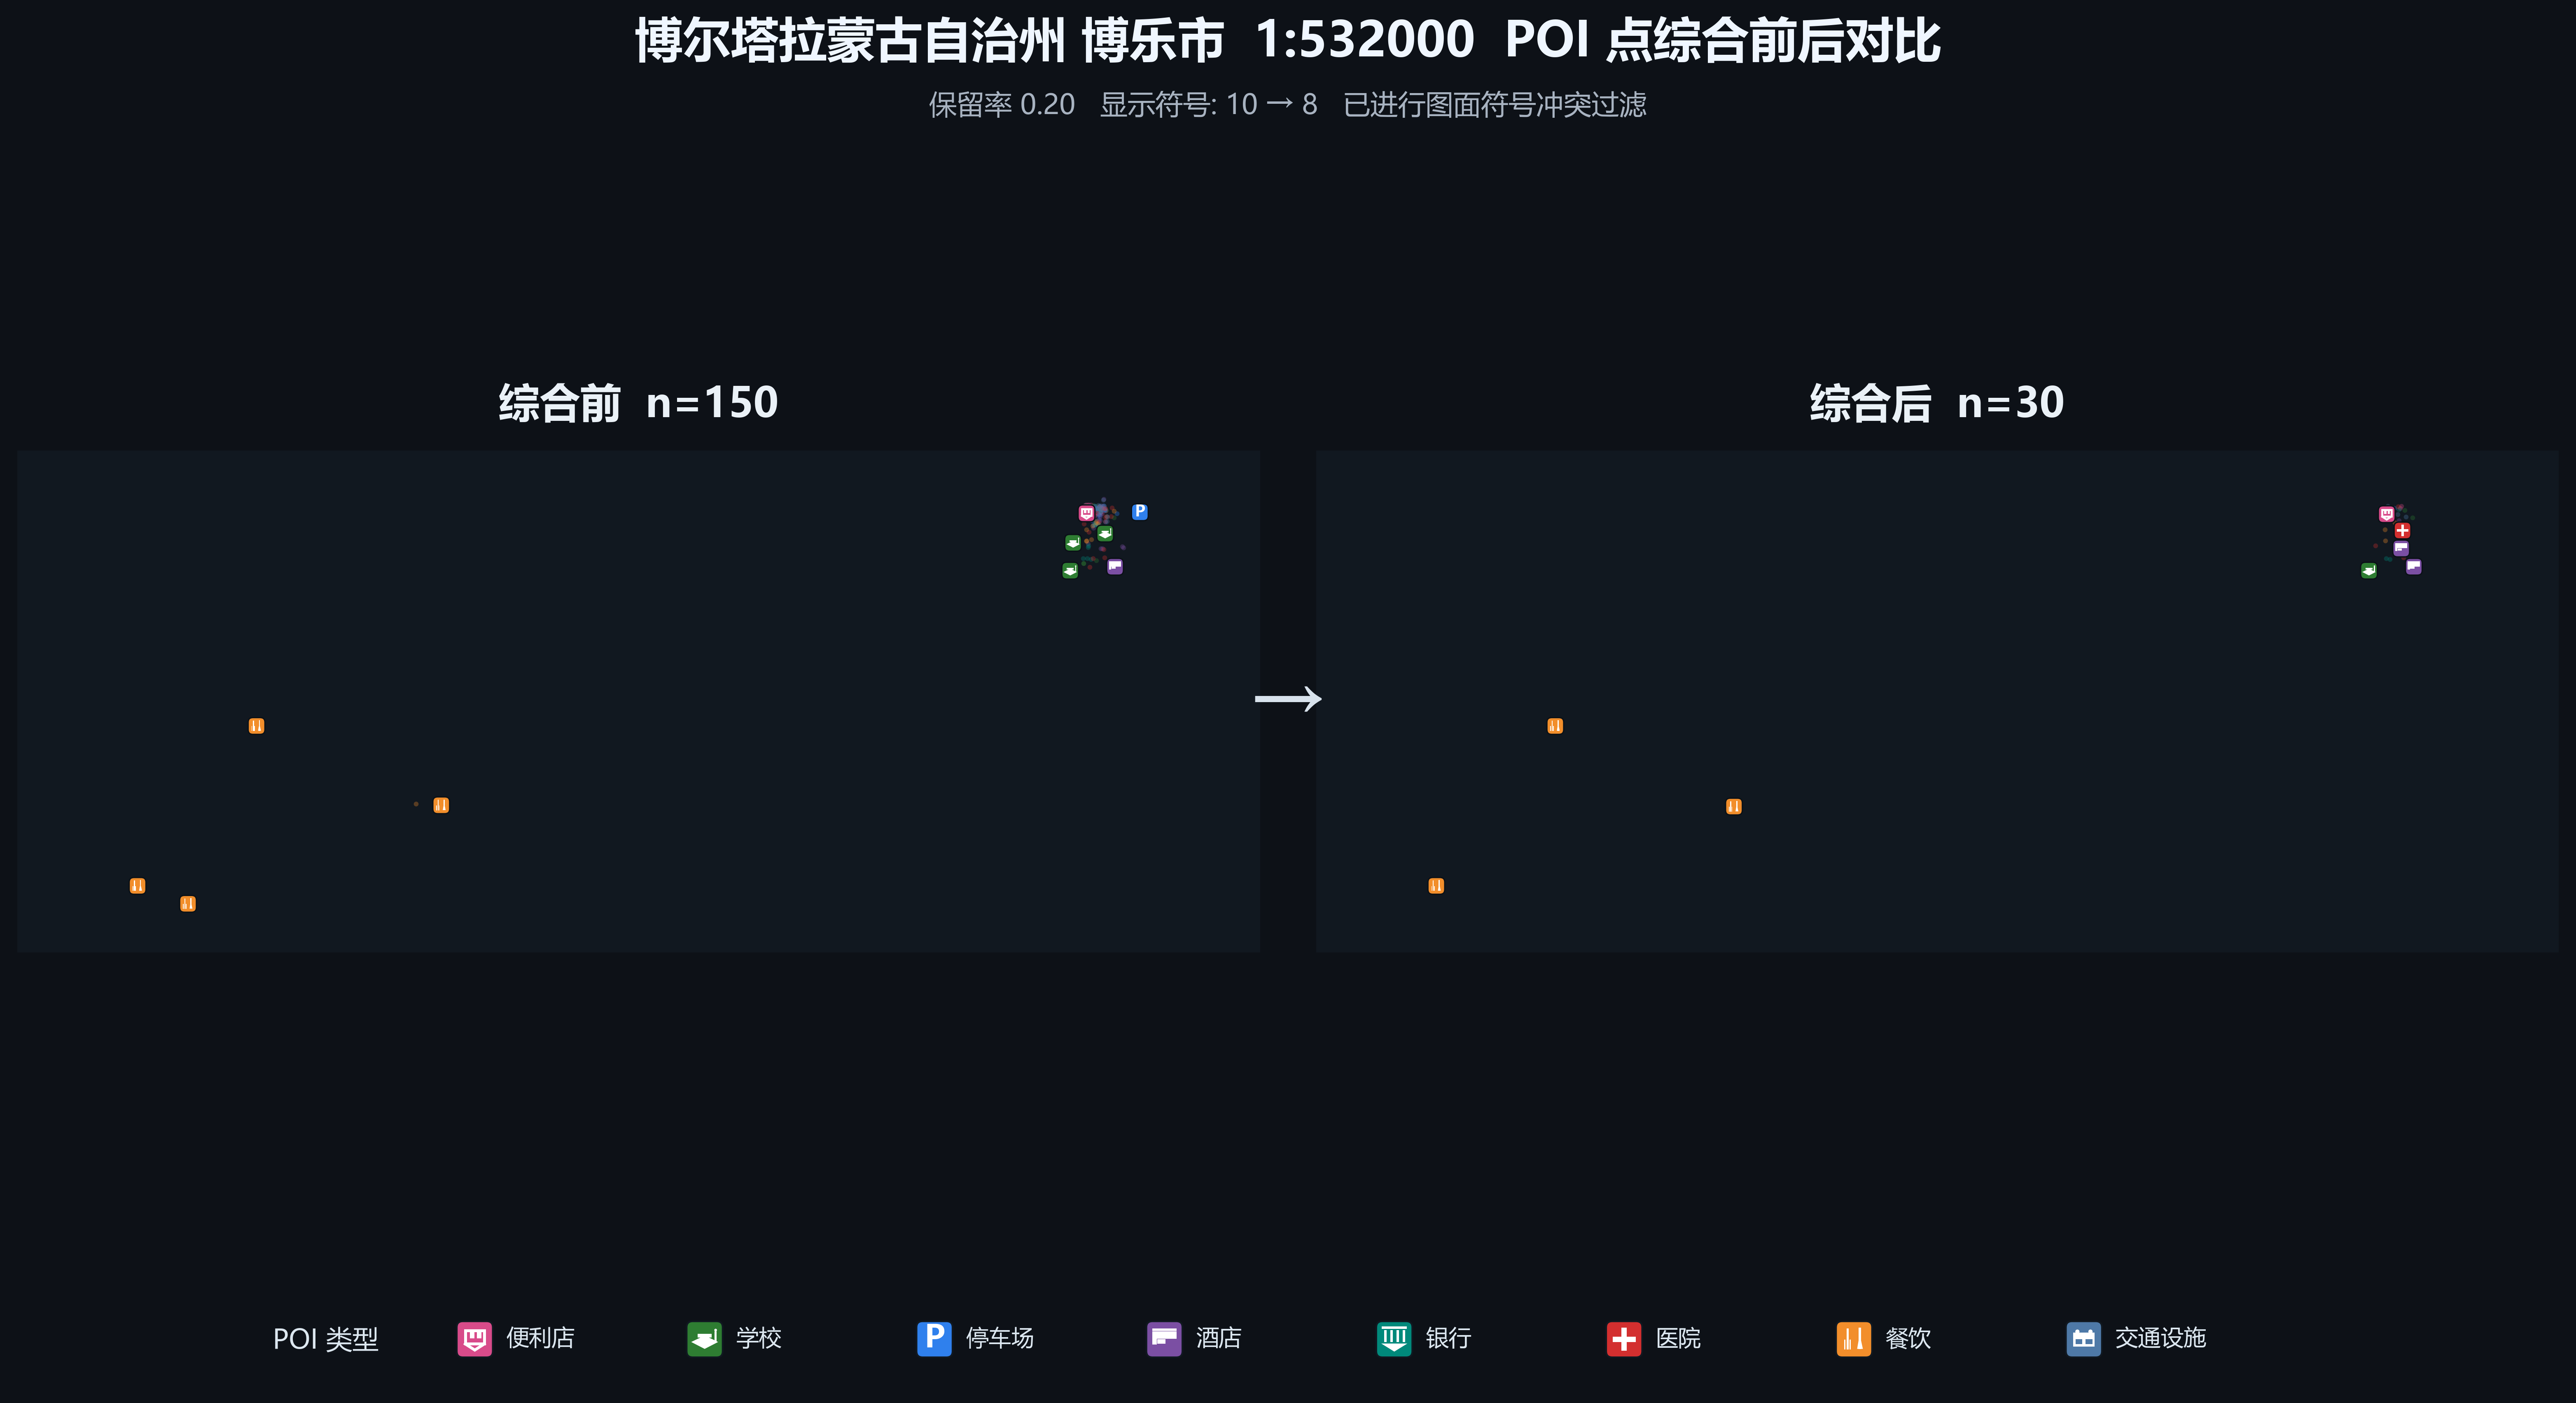 博尔塔拉蒙古自治州 博乐市 1:532000 POI 点综合前后对比
保留率 0.20 显示符号: 10 → 8 已进行图面符号冲突过滤
综合前 n=150
综合后 n=30
P
→
POI 类型 便利店 学校 P 停车场 酒店 银行 医院 餐饮 交通设施